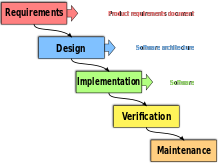 Requirements
Product requirements document
Design
Software architecture
Implementation
Software
Verification
Maintenance